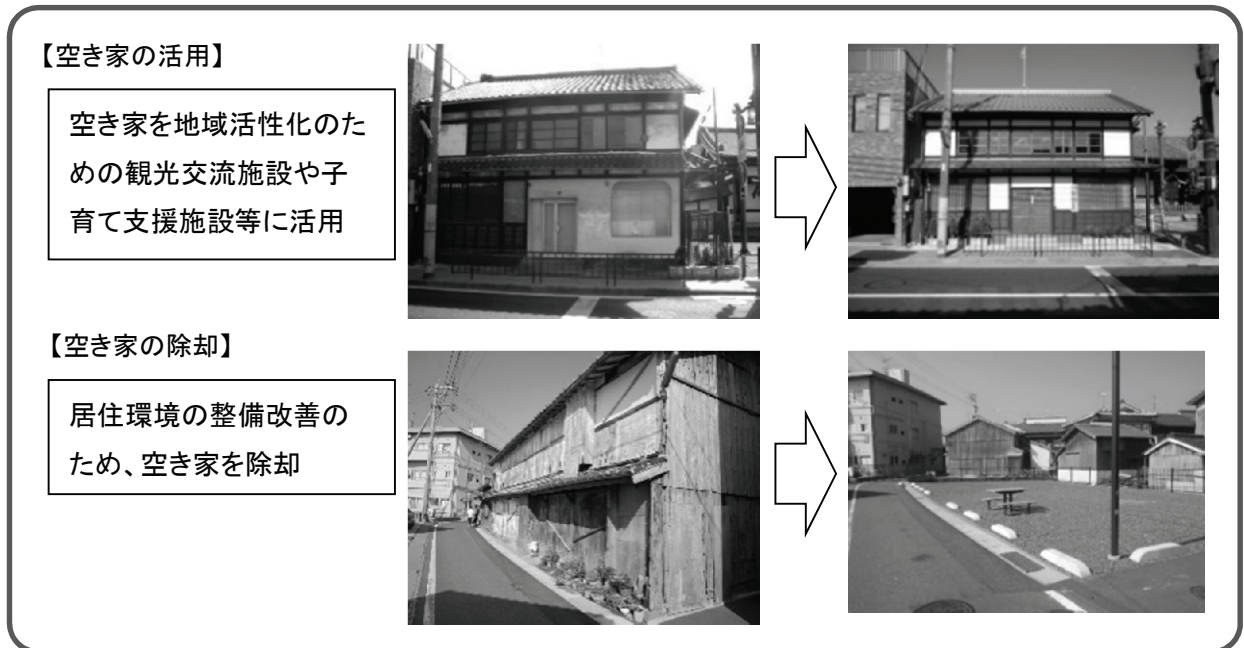 【空き家の活用】
空き家を地域活性化のた
めの観光交流施設や子
育て支援施設等に活用
【空き家の除却】
居住環境の整備改善の
ため、空き家を除却